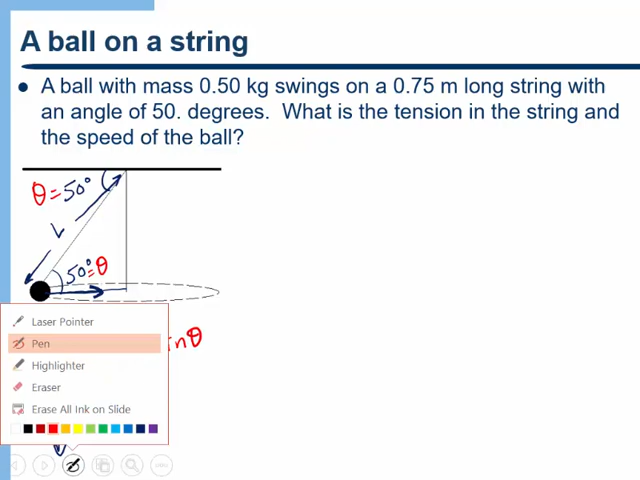 A ball on a string
A ball with mass 0.50 kg swings on a 0.75 m long string with
an angle of 50. degrees. What is the tension in the string and
the speed of the ball?
θ=50°
L
50°=θ
Laser Pointer
Pen
inθ
Highlighter
Eraser
Erase All Ink on Slide